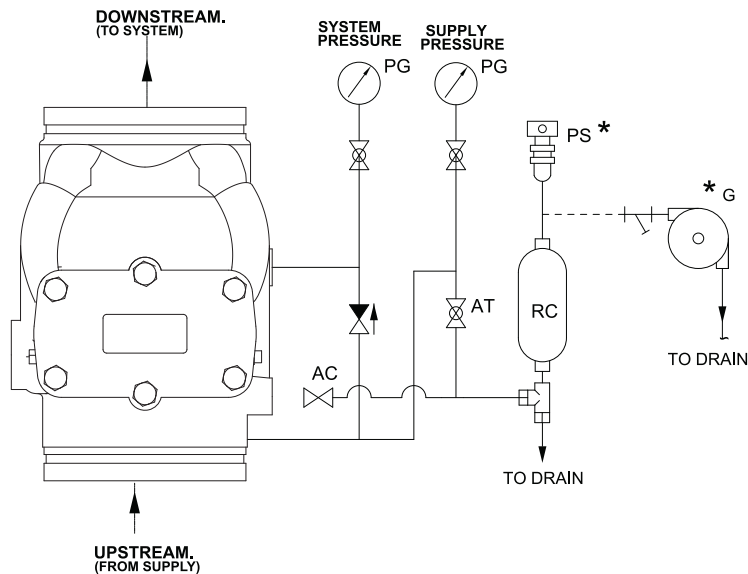 DOWNSTREAM.
(TO SYSTEM)
SYSTEM
PRESSURE
SUPPLY
PRESSURE
PG
PG
PS *
* G
AT
RC
AC
TO DRAIN
TO DRAIN
UPSTREAM.
(FROM SUPPLY)